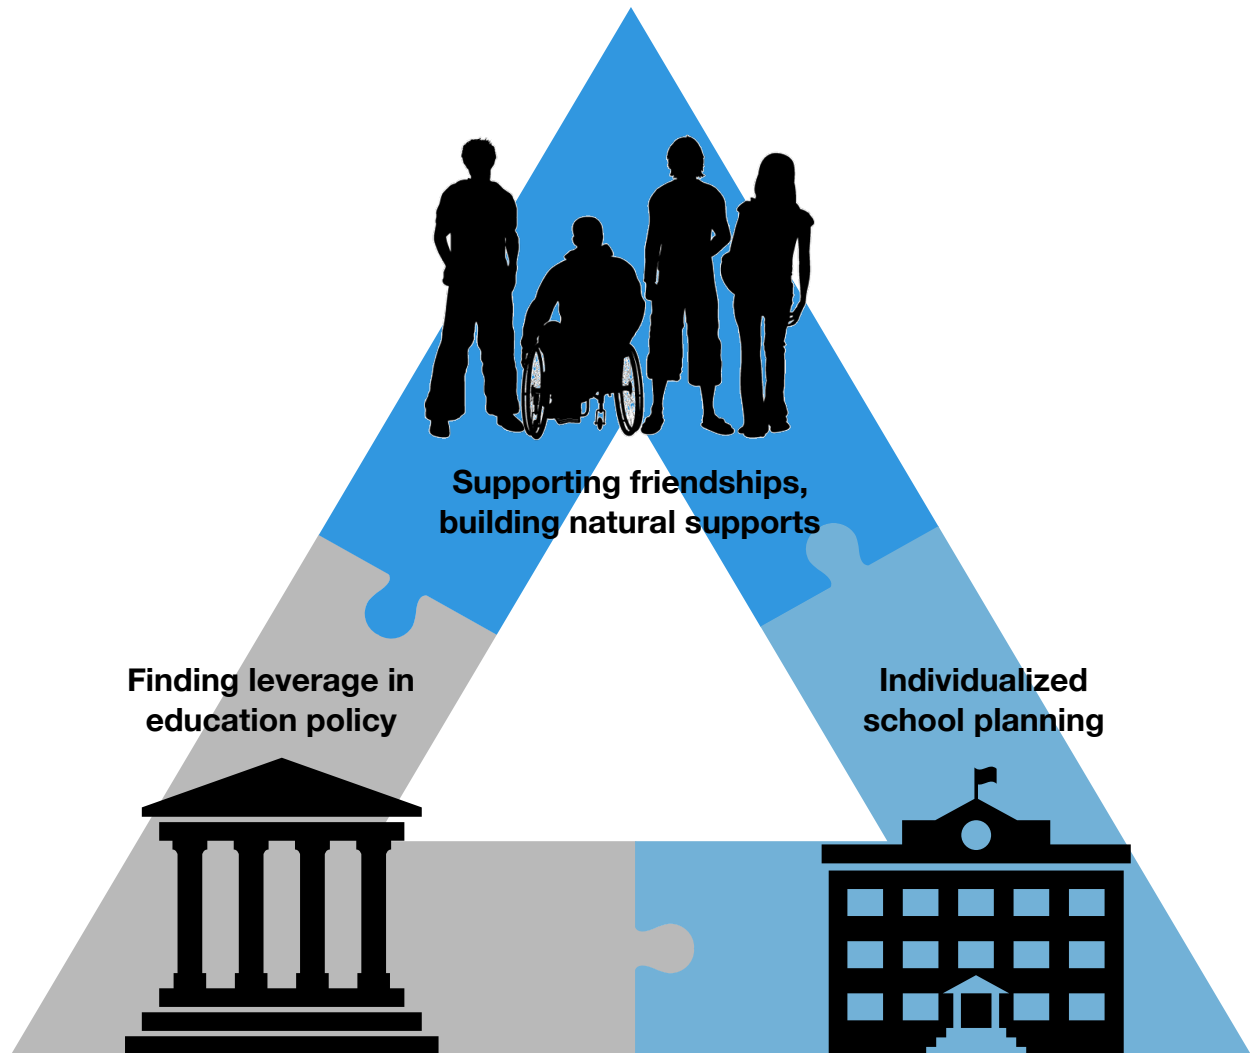 Supporting friendships,
building natural supports
Finding leverage in
education policy
Individualized
school planning